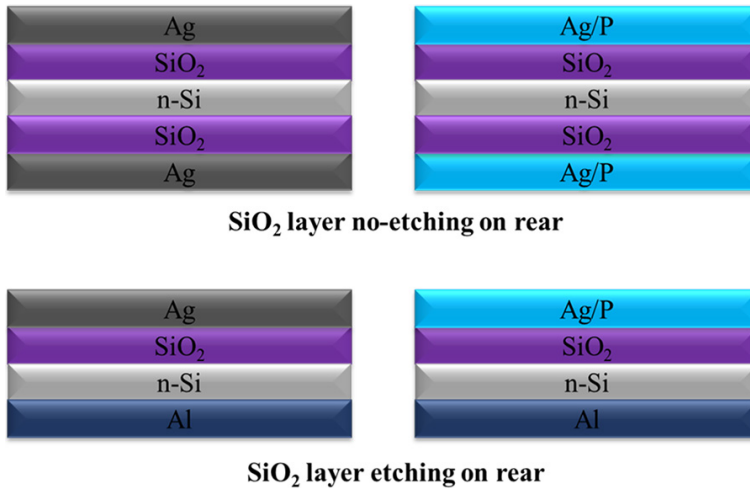 Ag
SiO₂
n-Si
SiO₂
Ag
Ag/P
SiO₂
n-Si
SiO₂
Ag/P
SiO₂ layer no-etching on rear
Ag
SiO₂
n-Si
Al
Ag/P
SiO₂
n-Si
Al
SiO₂ layer etching on rear